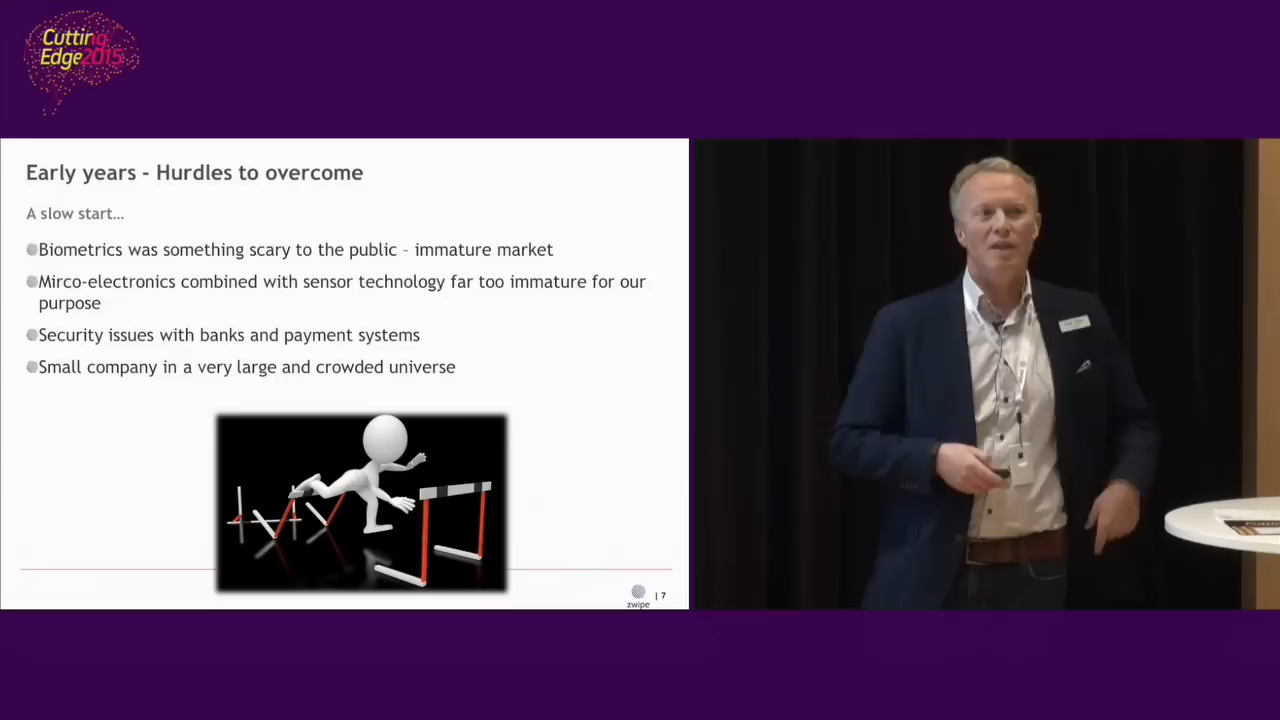 Cutting
Edge2015
Early years - Hurdles to overcome
A slow start…
Biometrics was something scary to the public – immature market
Mirco-electronics combined with sensor technology far too immature for our
purpose
Security issues with banks and payment systems
Small company in a very large and crowded universe
zwipe
| 7